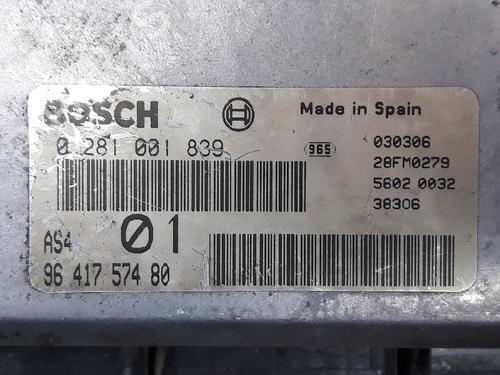 BOSCH
Made in Spain
0 281 001 839
965
030306
28FM0279
5602 0032
38306
AS4
01
96 417 574 80